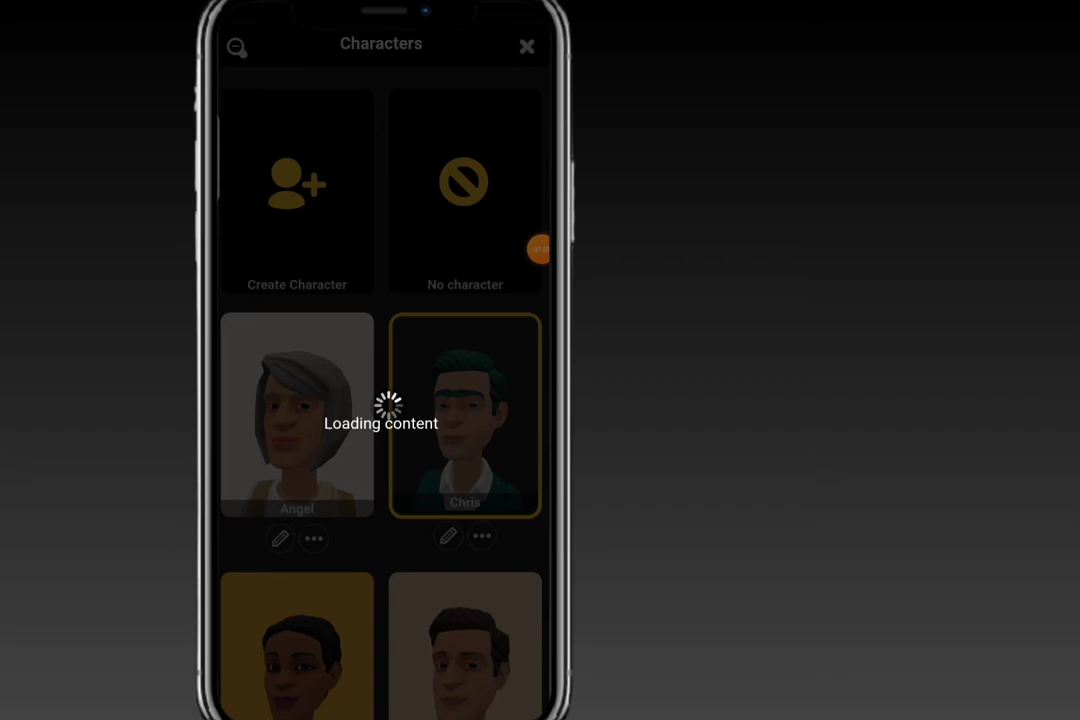 Characters
Create Character
No character
Loading content
Angel
Chris